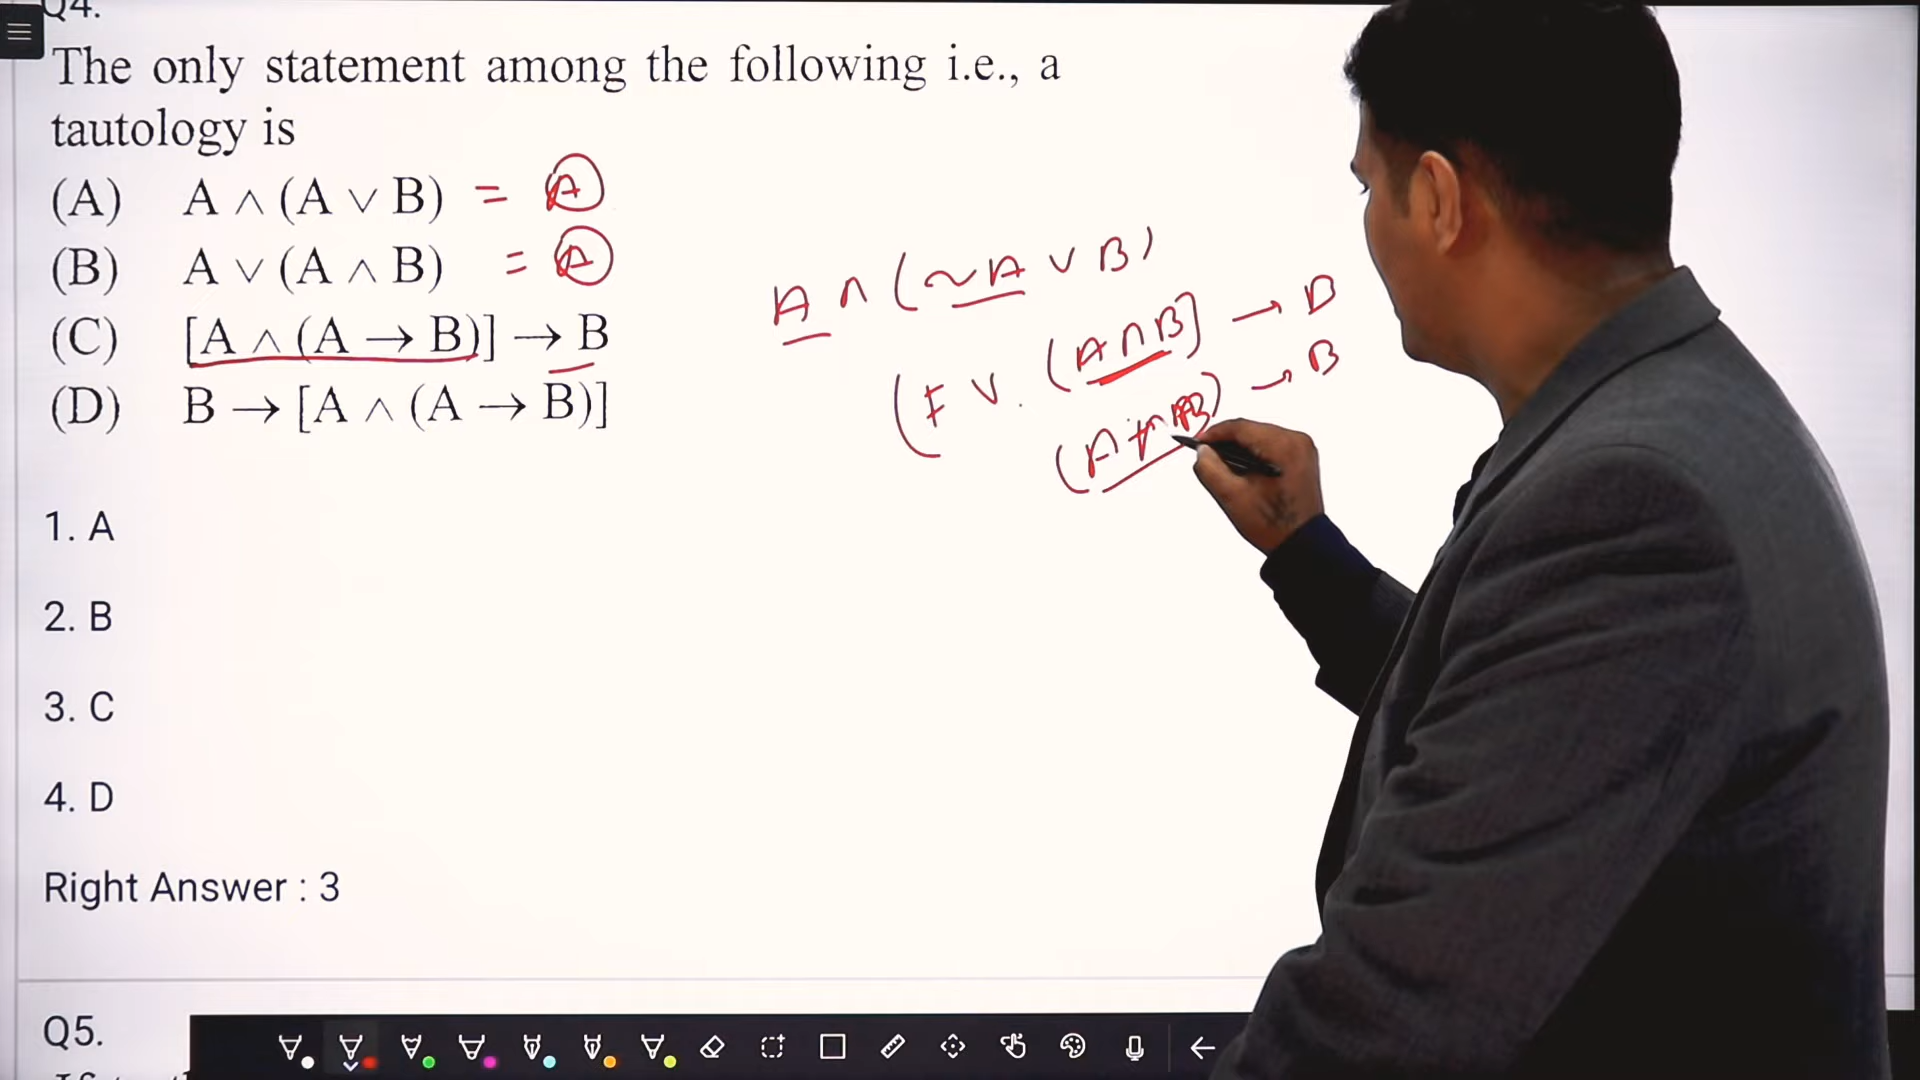 Q4.
The only statement among the following i.e., a
tautology is
(A) A ∧ (A ∨ B) = A
(B) A ∨ (A ∧ B) = A
(C) [A ∧ (A → B)] → B
(D) B → [A ∧ (A → B)]
A ∧ (~A ∨ B)
(F ∨ (A ∧ B] → B
→ B
1. A
2. B
3. C
4. D
Right Answer : 3
Q5.